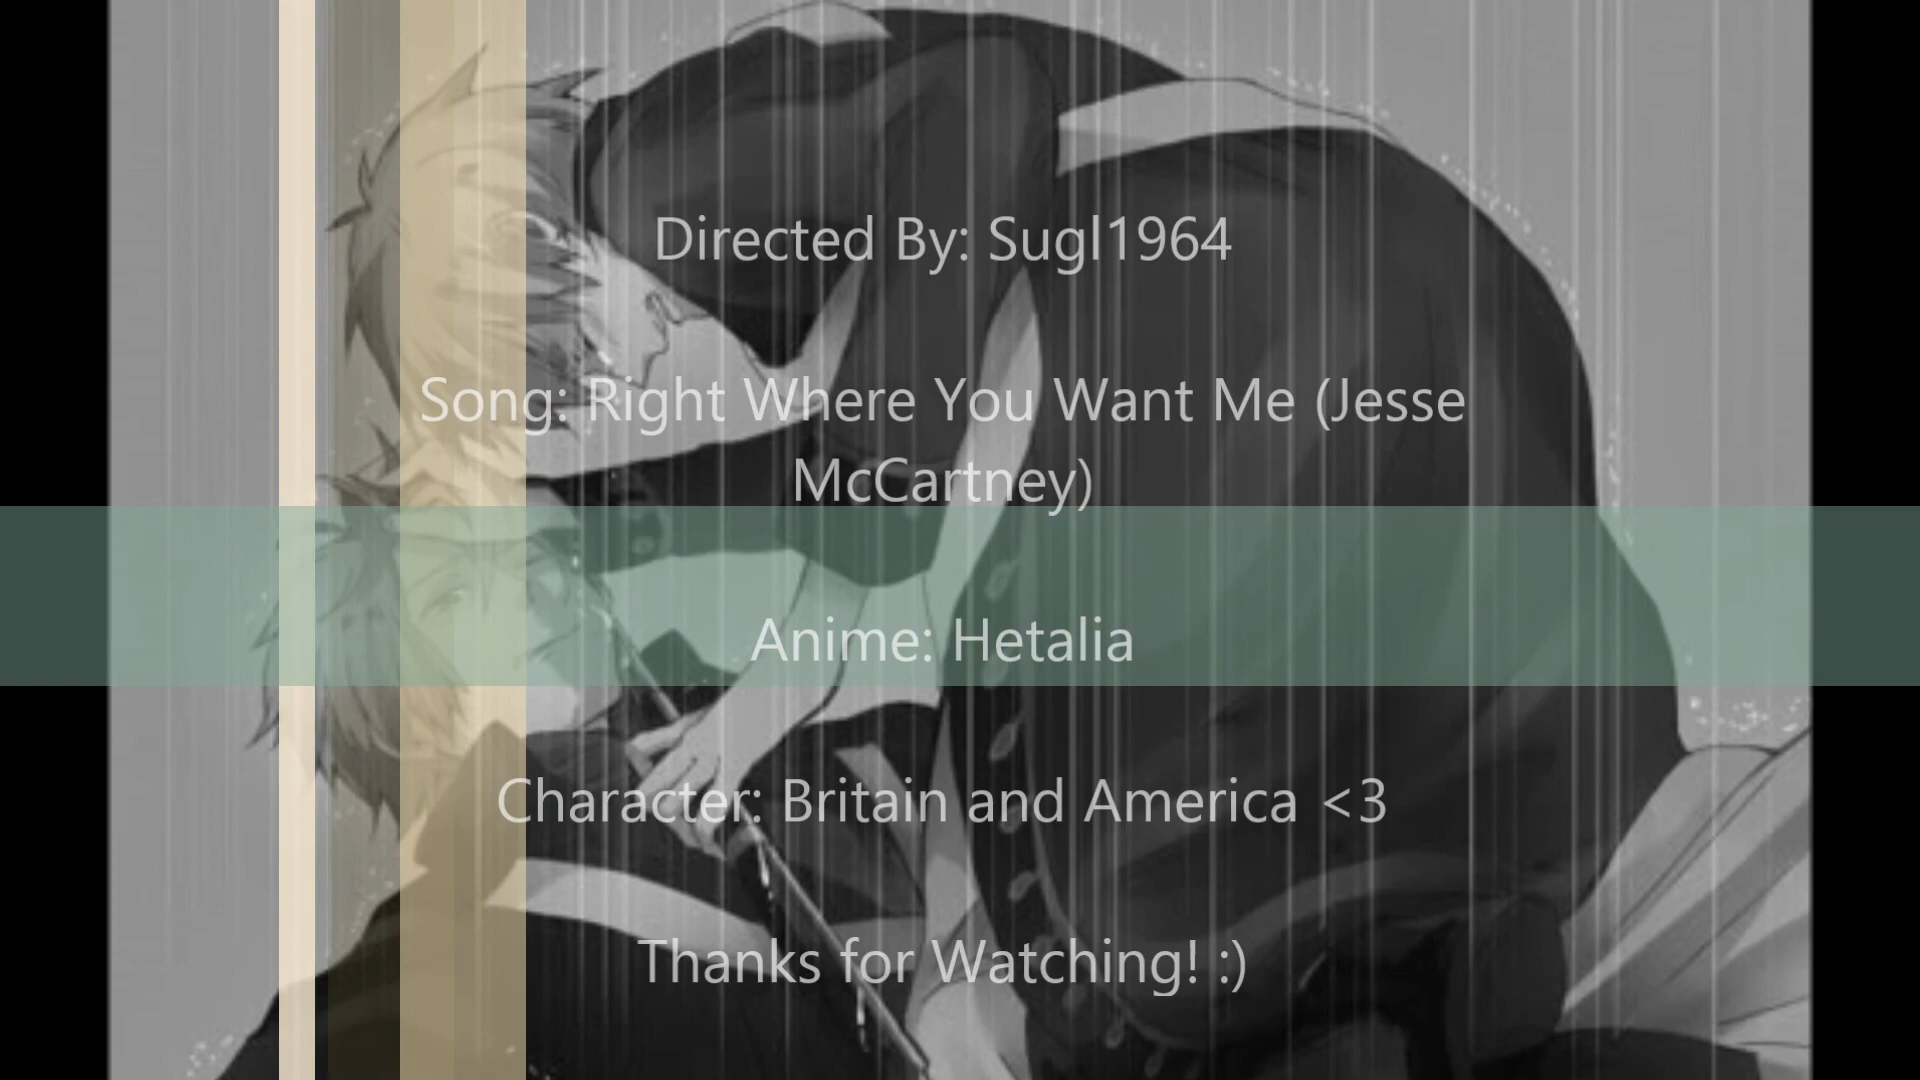 Directed By: Sugl1964
Song: Right Where You Want Me (Jesse
McCartney)
Anime: Hetalia
Character: Britain and America <3
Thanks for Watching! :)